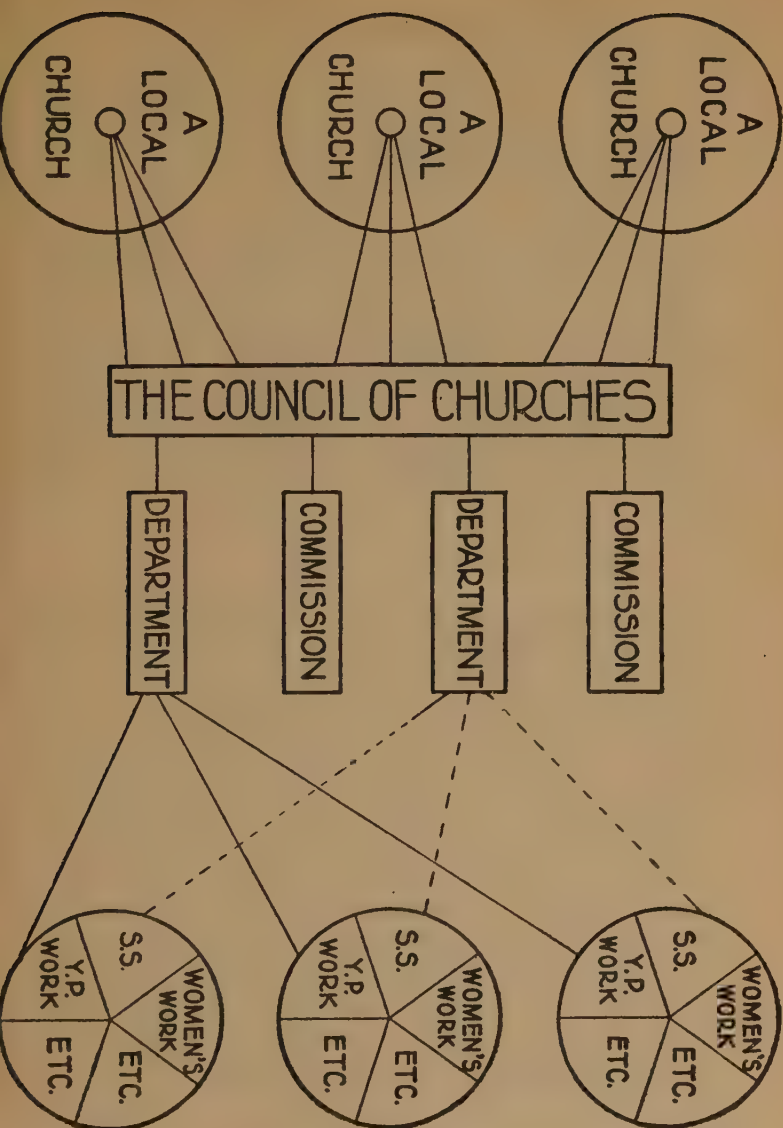 A
LOCAL
CHURCH
A
LOCAL
CHURCH
A
LOCAL
CHURCH
THE COUNCIL OF CHURCHES
DEPARTMENT
COMMISSION
DEPARTMENT
COMMISSION
WOMEN'S
WORK
S.S.
ETC.
Y.P.
WORK
ETC.
WOMEN'S
WORK
S.S.
ETC.
Y.P.
WORK
ETC.
WOMEN'S
WORK
S.S.
ETC.
Y.P.
WORK
ETC.